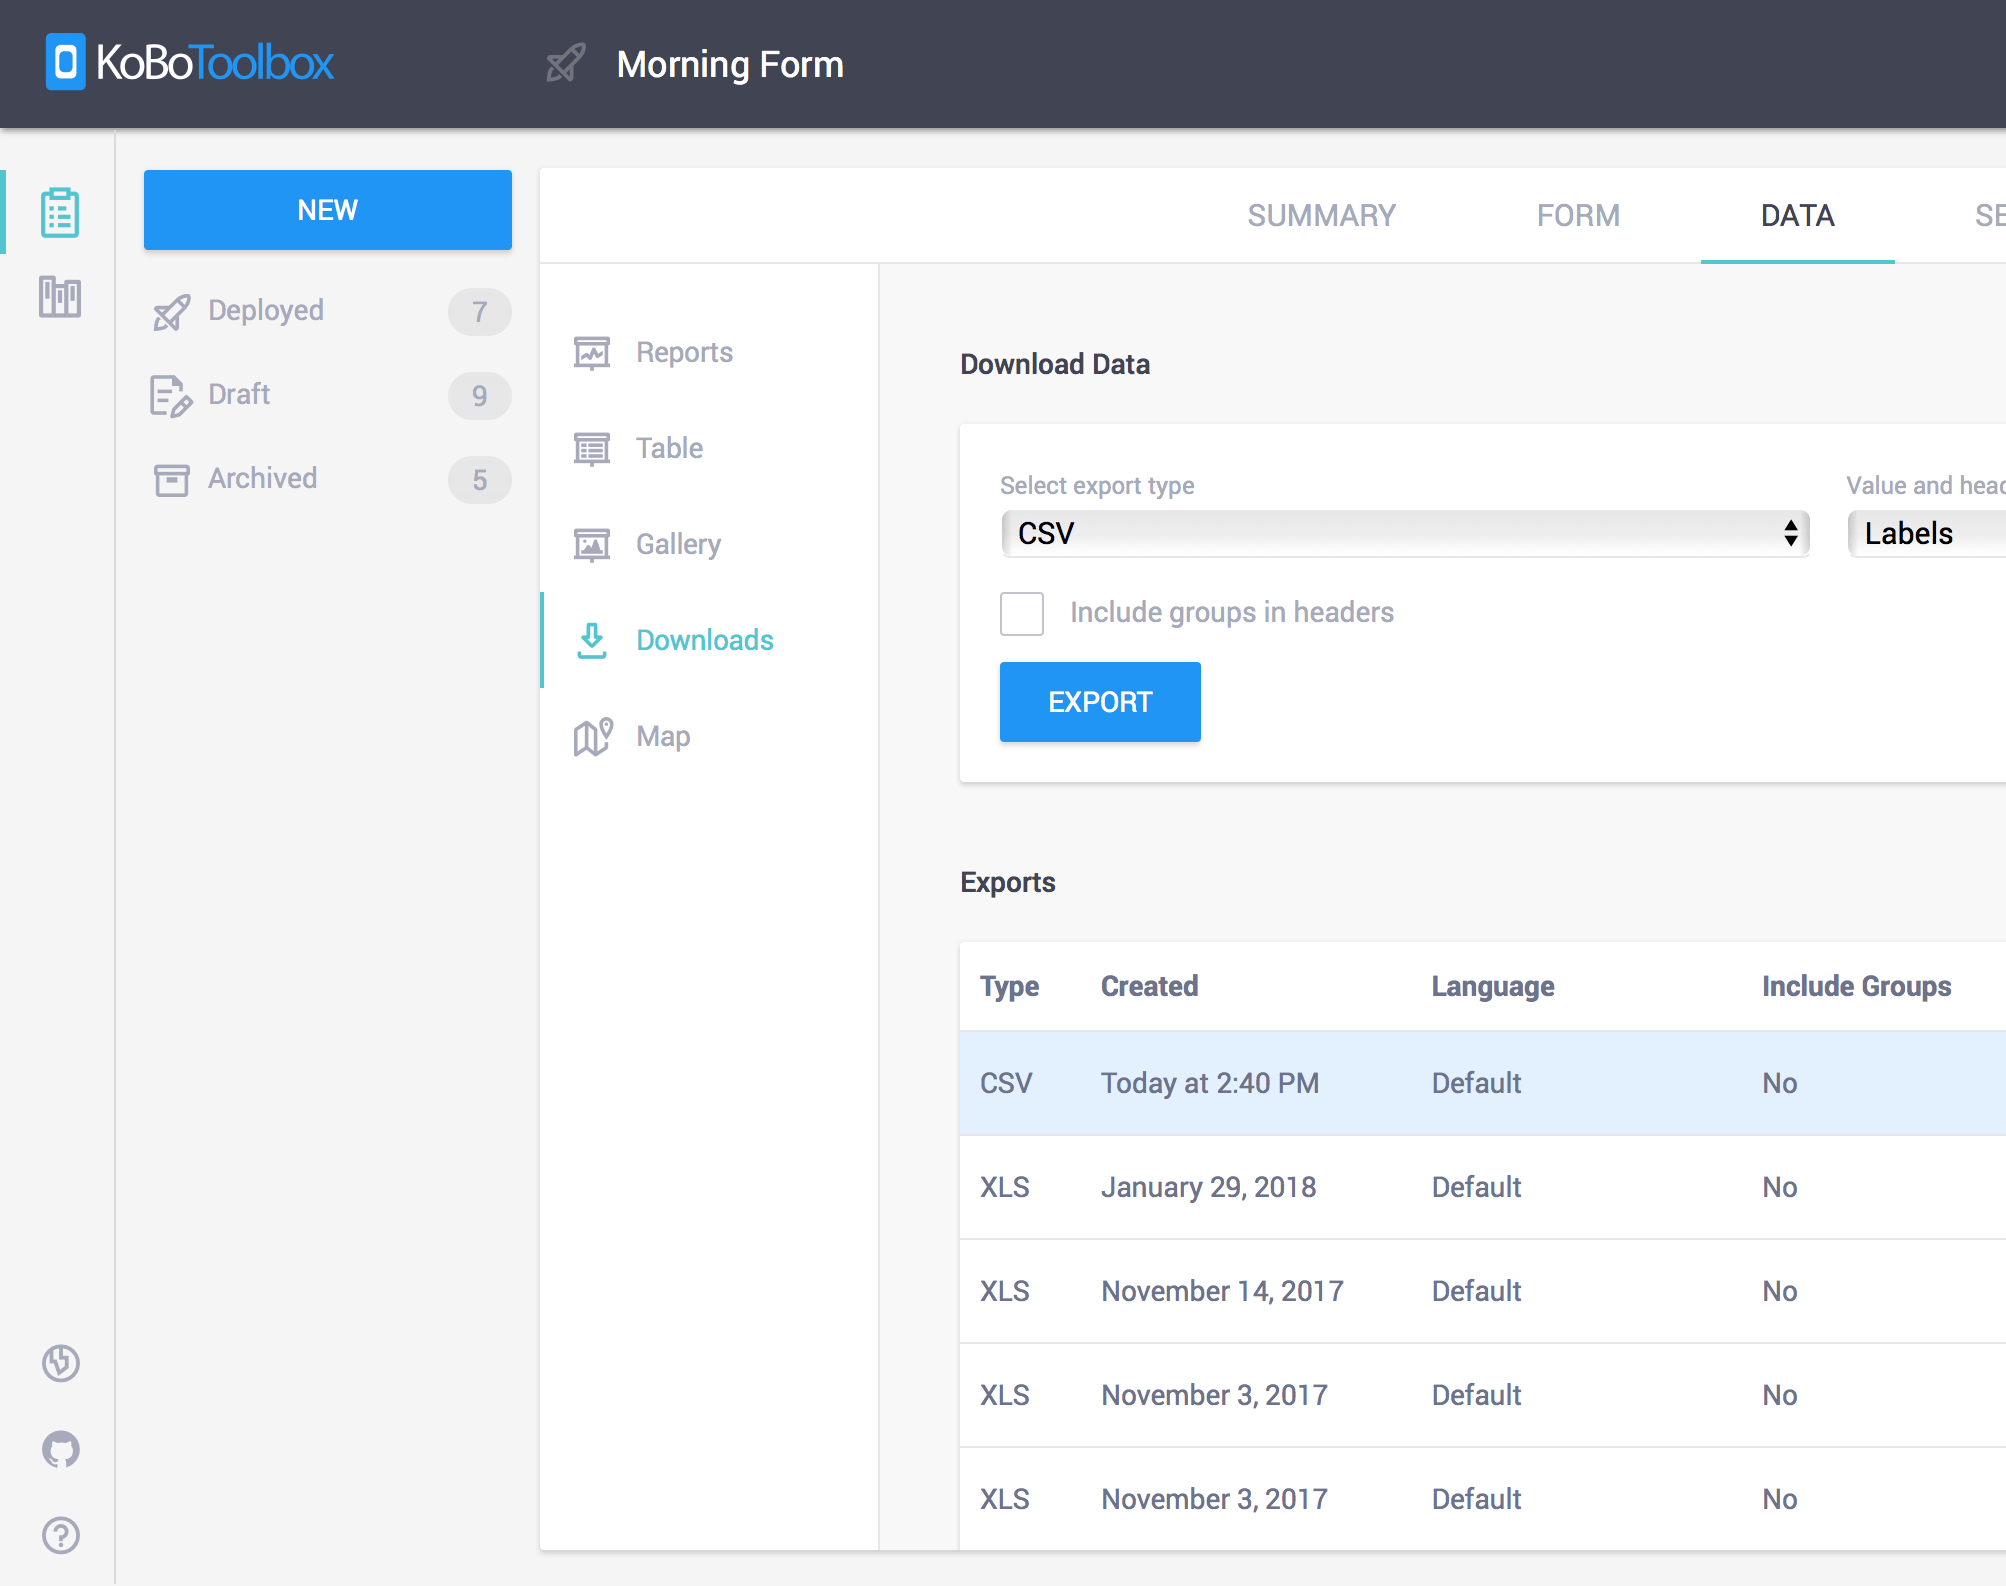 KoBoToolbox
Morning Form
NEW
Deployed 7
Draft 9
Archived 5
SUMMARY FORM DATA SE
Reports
Table
Gallery
Downloads
Map
Download Data
Select export type
CSV
Value and head
Labels
Include groups in headers
EXPORT
Exports
Type Created Language Include Groups
CSV Today at 2:40 PM Default No
XLS January 29, 2018 Default No
XLS November 14, 2017 Default No
XLS November 3, 2017 Default No
XLS November 3, 2017 Default No